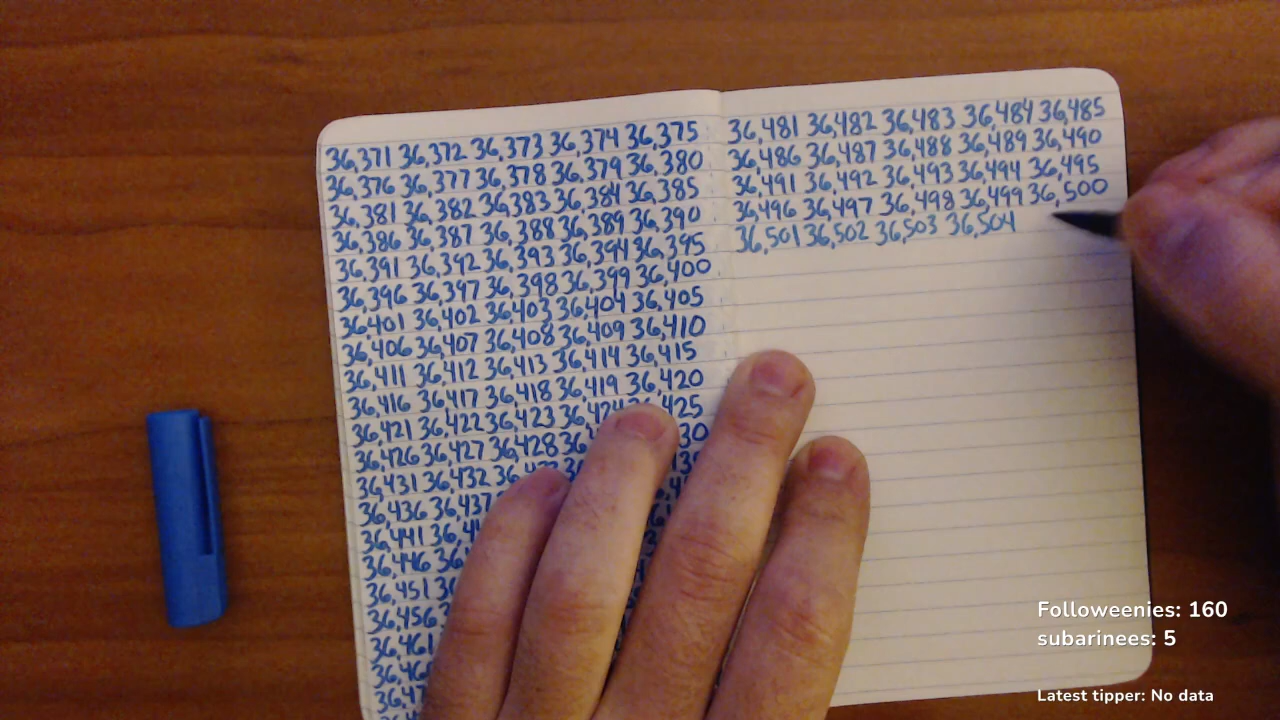 36,371 36,372 36,373 36,374 36,375
36,376 36,377 36,378 36,379 36,380
36,381 36,382 36,383 36,384 36,385
36,386 36,387 36,388 36,389 36,390
36,391 36,392 36,393 36,394 36,395
36,396 36,397 36,398 36,399 36,400
36,401 36,402 36,403 36,404 36,405
36,406 36,407 36,408 36,409 36,410
36,411 36,412 36,413 36,414 36,415
36,416 36,417 36,418 36,419 36,420
36,421 36,422 36,423 36,424 425
36,426 36,427 36,428 30
36,431 36,432
36,436 36,437
36,441
36,446
36,451
36,456
36,461
36,481 36,482 36,483 36,484 36,485
36,486 36,487 36,488 36,489 36,490
36,491 36,492 36,493 36,494 36,495
36,496 36,497 36,498 36,499 36,500
36,501 36,502 36,503 36,504
Followeenies: 160
subarinees: 5
Latest tipper: No data